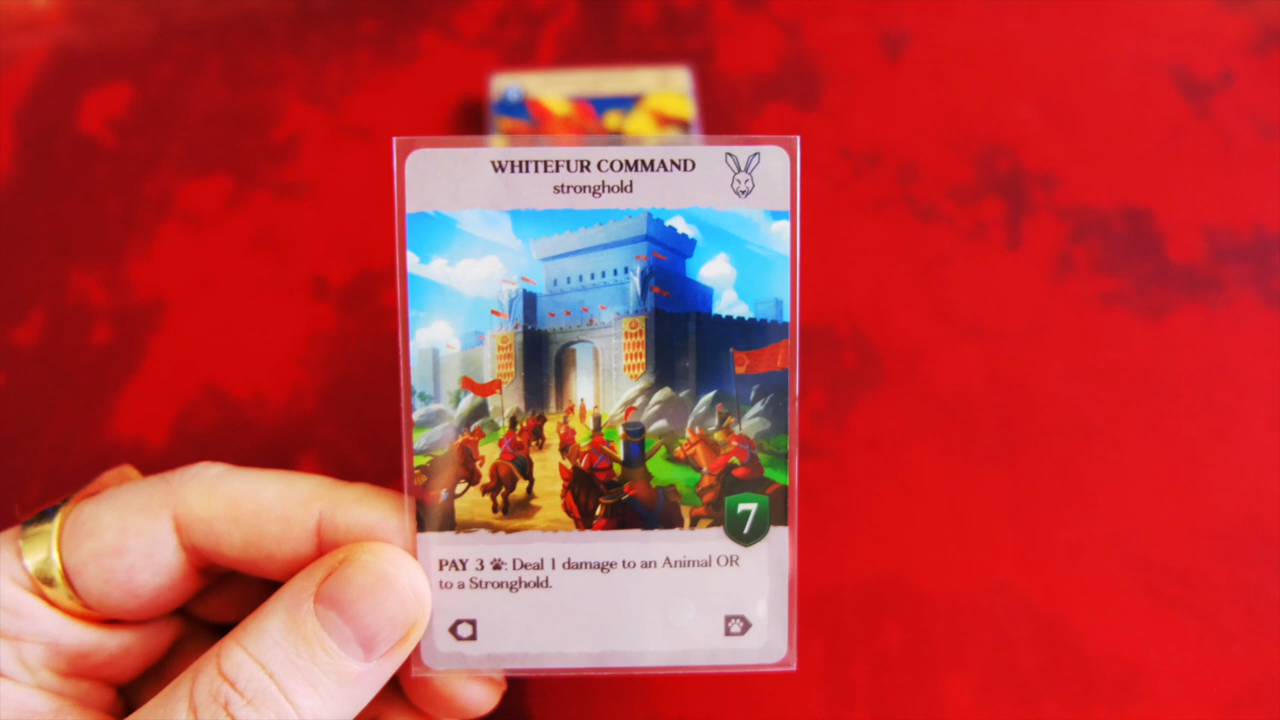 WHITEFUR COMMAND
stronghold
7
PAY 3 : Deal 1 damage to an Animal OR
to a Stronghold.